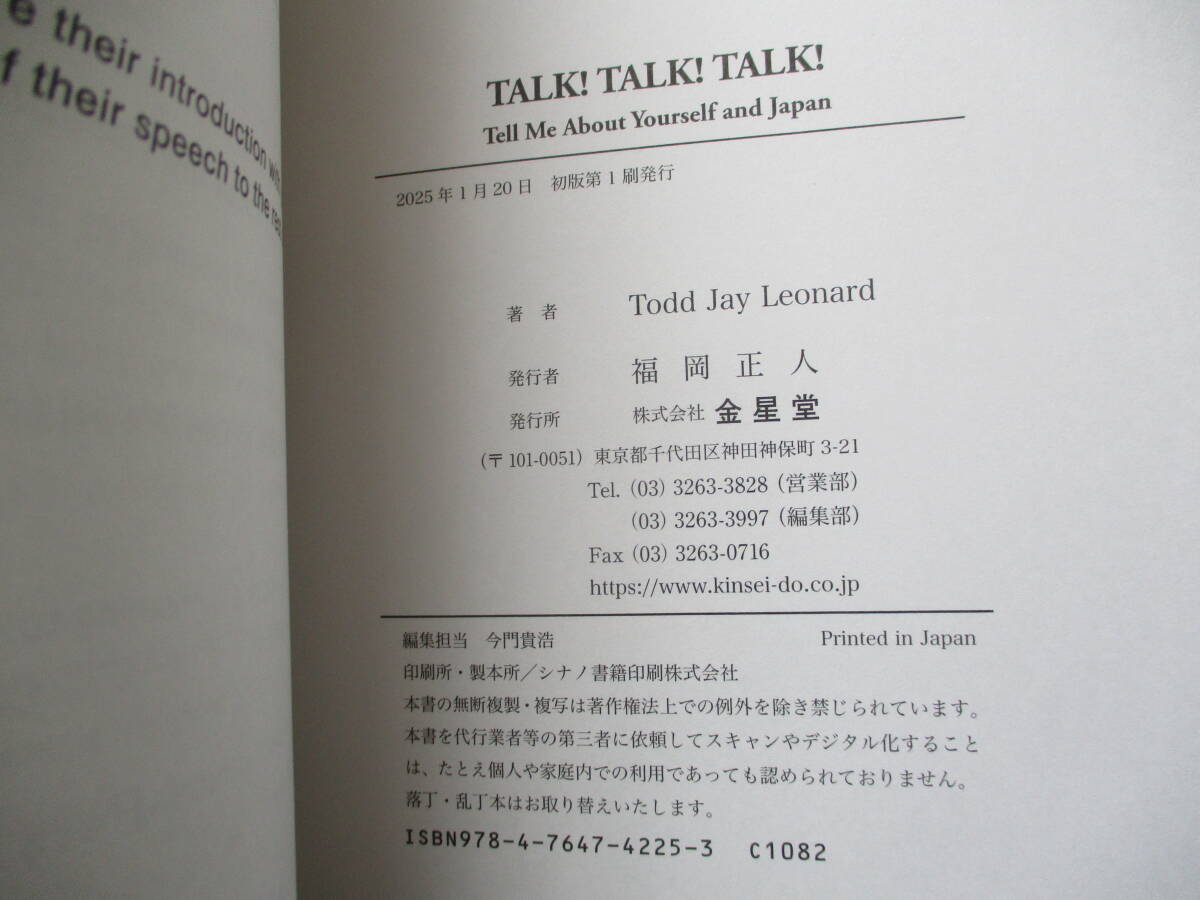 their introduction
f their speech to the
TALK! TALK! TALK!
Tell Me About Yourself and Japan
2025年1月20日 初版第1刷発行
著 者 Todd Jay Leonard
発行者 福 岡 正 人
発行所 株式会社 金星堂
(〒101-0051) 東京都千代田区神田神保町 3-21
Tel. (03) 3263-3828 (営業部)
(03) 3263-3997 (編集部)
Fax (03) 3263-0716
https://www.kinsei-do.co.jp
編集担当 今門貴浩 Printed in Japan
印刷所・製本所/シナノ書籍印刷株式会社
本書の無断複製・複写は著作権法上での例外を除き禁じられています。
本書を代行業者等の第三者に依頼してスキャンやデジタル化すること
は、たとえ個人や家庭内での利用であっても認められておりません。
落丁・乱丁本はお取り替えいたします。
ISBN978-4-7647-4225-3 C1082